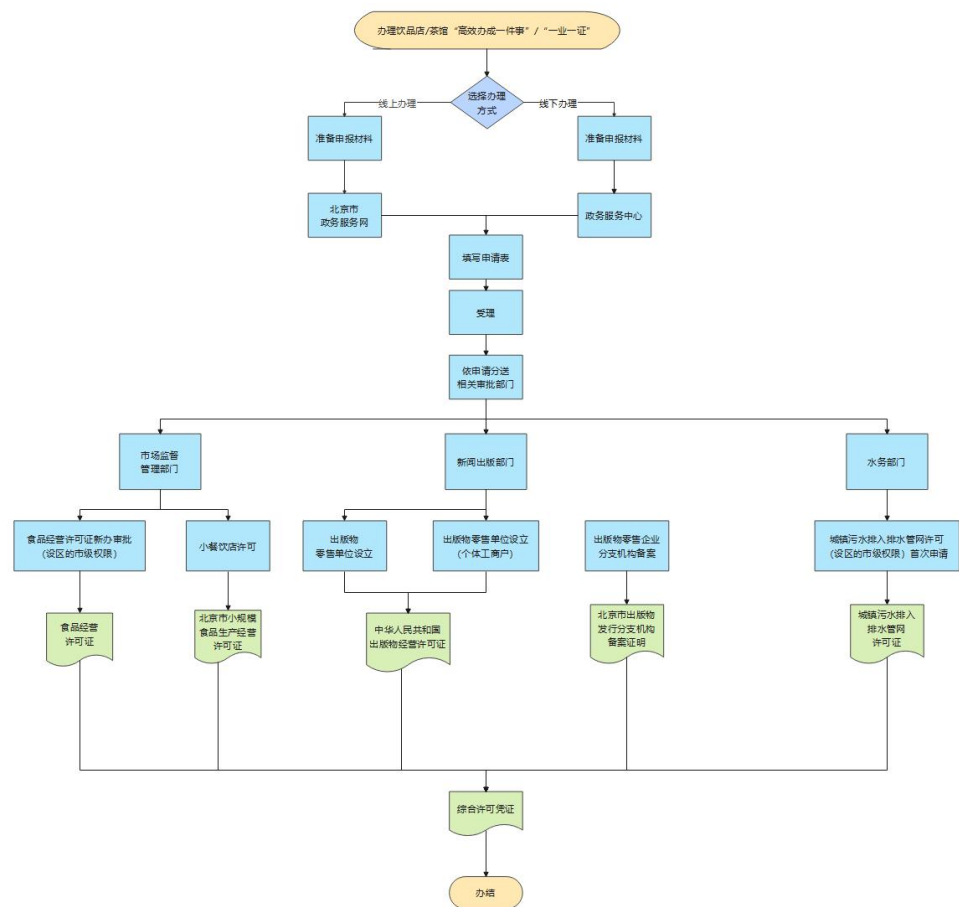 办理饮品店/茶馆“高效办成一件事”/“一业一证”
选择办理
方式
线上办理
线下办理
准备申报材料
准备申报材料
北京市
政务服务网
政务服务中心
填写申请表
受理
依申请分送
相关审批部门
市场监督
管理部门
新闻出版部门
水务部门
食品经营许可证新办审批
(设区的市级权限)
小餐饮店许可
出版物
零售单位设立
出版物零售单位设立
(个体工商户)
出版物零售企业
分支机构备案
城镇污水排入排水管网许可
(设区的市级权限)首次申请
食品经营
许可证
北京市小规模
食品生产经营
许可证
中华人民共和国
出版物经营许可证
北京市出版物
发行分支机构
备案证明
城镇污水排入
排水管网
许可证
综合许可凭证
办结